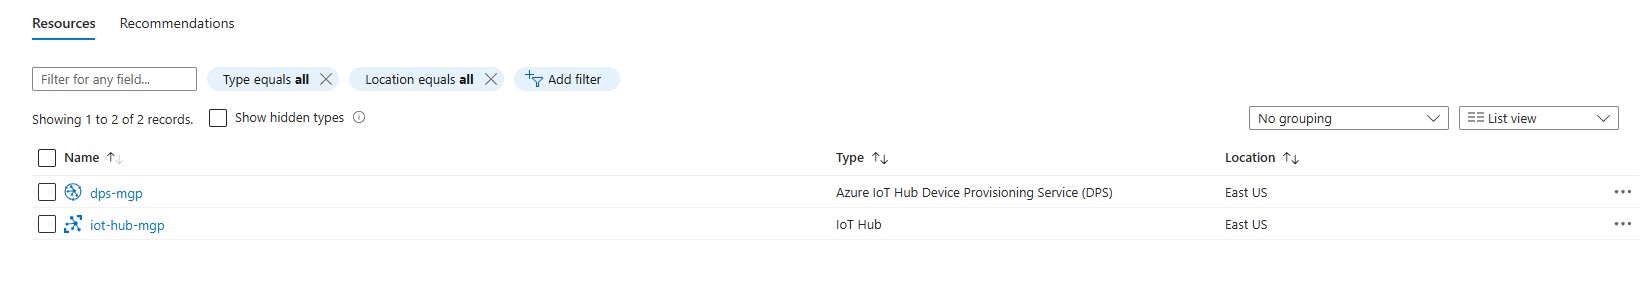 Resources Recommendations
Filter for any field... Type equals all Location equals all Add filter
Showing 1 to 2 of 2 records. Show hidden types No grouping List view
Name Type Location
dps-mgp Azure IoT Hub Device Provisioning Service (DPS) East US
iot-hub-mgp IoT Hub East US